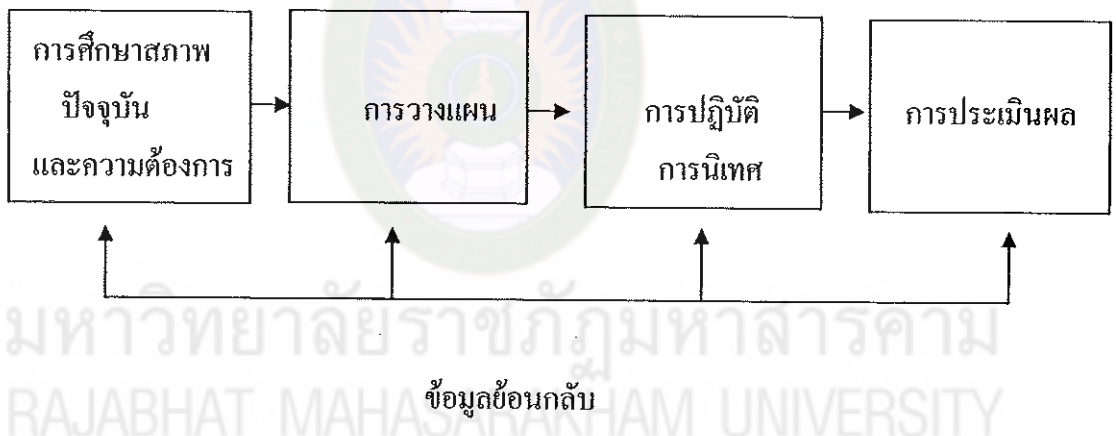 การศึกษาสภาพ
ปัจจุบัน
และความต้องการ
การวางแผน
การปฏิบัติ
การนิเทศ
การประเมินผล
มหาวิทยาลัยราชภัฏมหาสารคาม
ข้อมูลย้อนกลับ
RAJABHAT MAHASARAKHAM UNIVERSITY